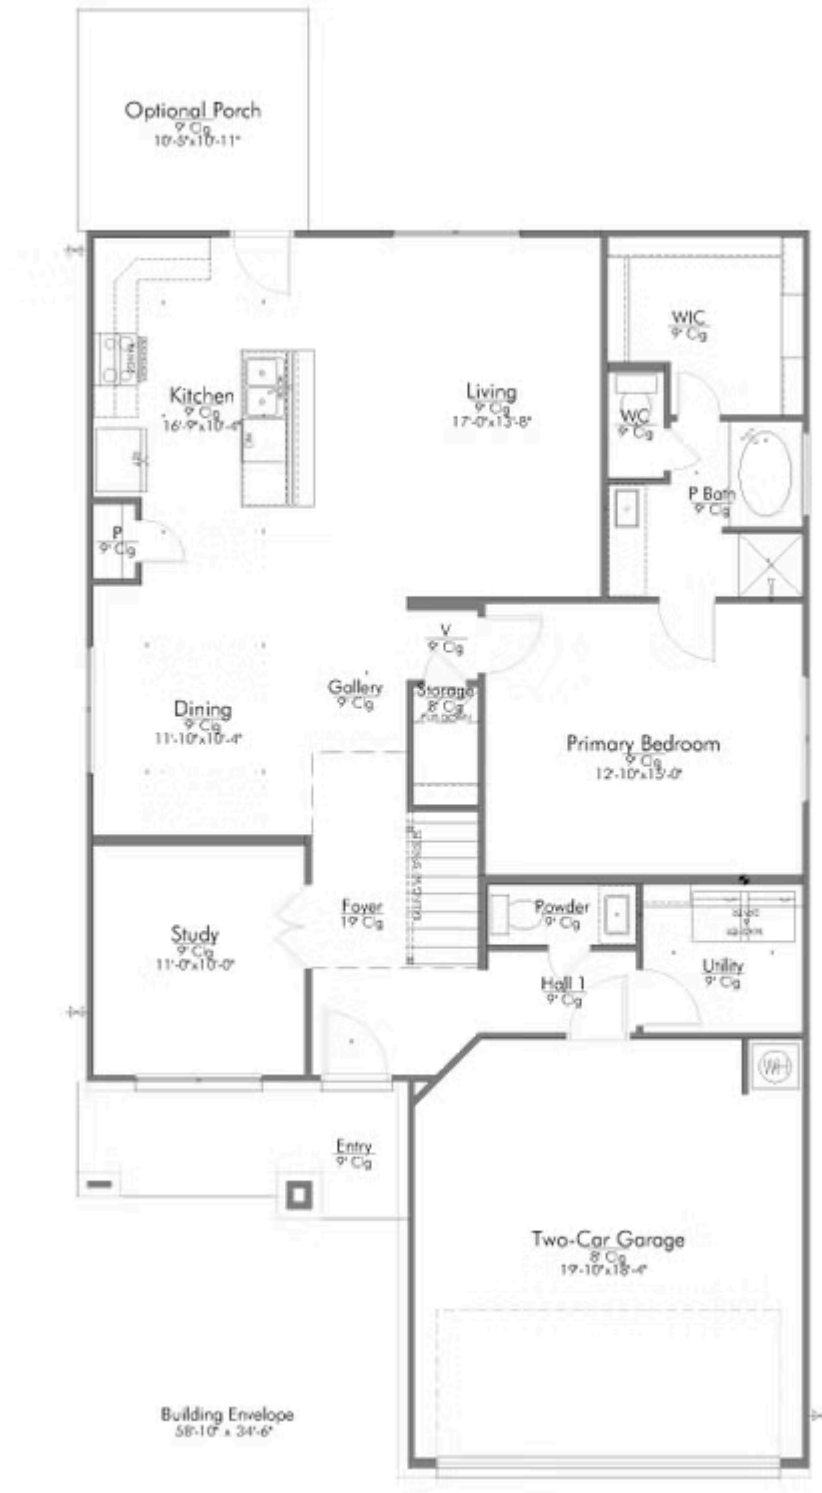 Optional Porch
9' Clg
10'-5"x10'-11"
WIC
9' Clg
Kitchen
9' Clg
16'-9"x10'-4"
Living
9' Clg
17'-0"x13'-8"
WC
9' Clg
P Bath
9' Clg
P
9' Clg
V
9' Clg
Gallery
9' Clg
Storage
8' Clg
Dining
9' Clg
11'-10"x10'-4"
Primary Bedroom
9' Clg
12'-10"x15'-0"
Study
9' Clg
11'-0"x10'-0"
Foyer
19' Clg
Powder
9' Clg
Utility
9' Clg
Hall 1
9' Clg
WH
Entry
9' Clg
Two-Car Garage
8' Clg
19'-10"x18'-4"
Building Envelope
58'-10" x 34'-6"